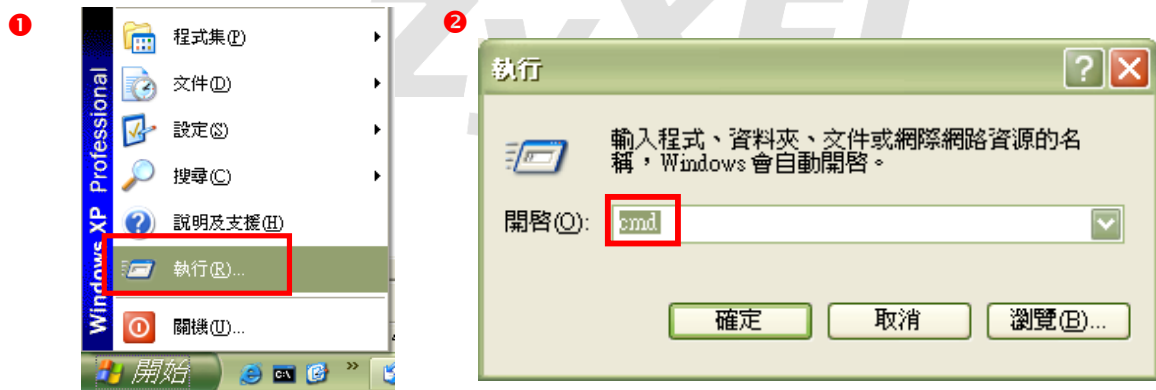 ❶
程式集(P)
文件(D)
設定(S)
搜尋(C)
說明及支援(H)
執行(R)...
關機(U)...
Windows XP Professional
開始
»
❷
ZyXEL
執行
輸入程式、資料夾、文件或網際網路資源的名
稱，Windows 會自動開啟。
開啟(O):
cmd
確定
取消
瀏覽(B)...